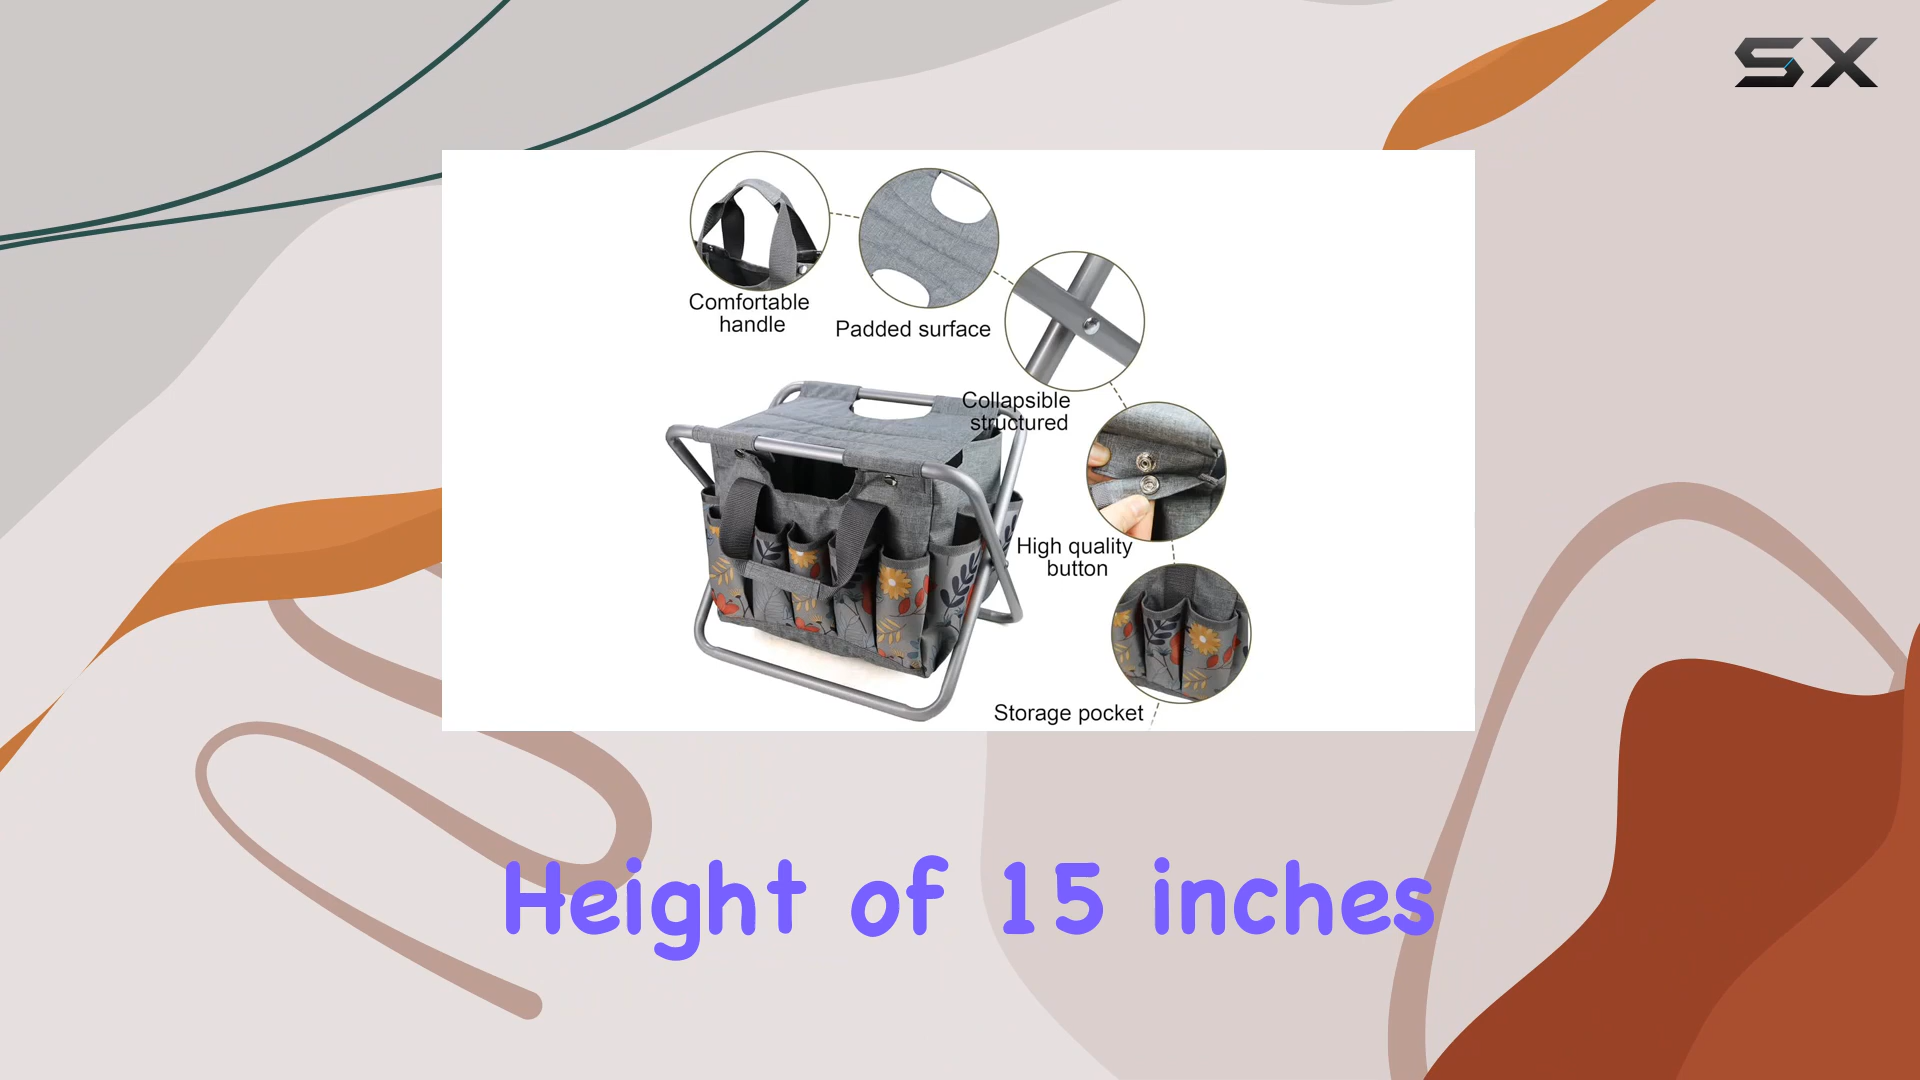 SX
Comfortable
handle
Padded surface
Collapsible
structured
High quality
button
Storage pocket
Height of 15 inches